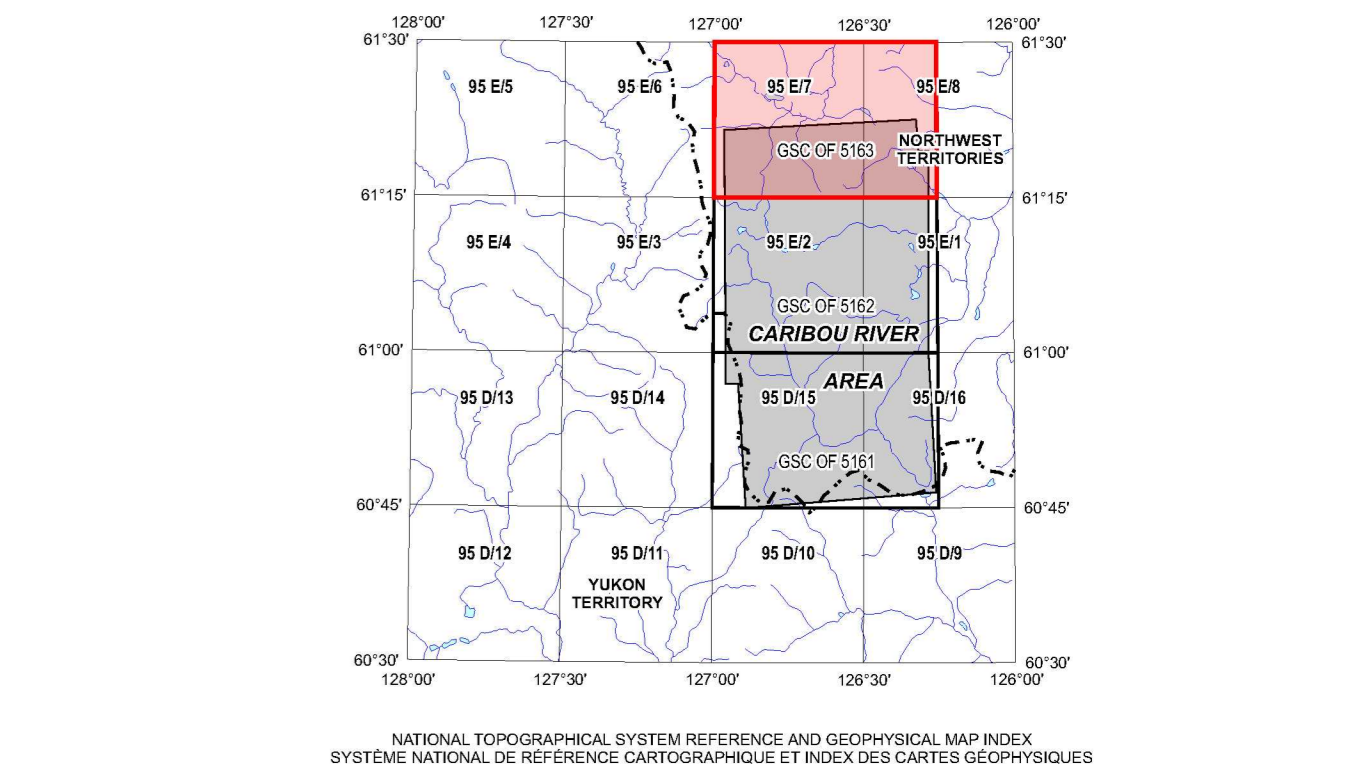 128°00' 127°30' 127°00' 126°30' 126°00'
61°30' 61°30'
95 E/5 95 E/6 95 E/7 95 E/8
GSC OF 5163 NORTHWEST
TERRITORIES
61°15' 61°15'
95 E/4 95 E/3 95 E/2 95 E/1
GSC OF 5162
CARIBOU RIVER
61°00' 61°00'
AREA
95 D/13 95 D/14 95 D/15 95 D/16
GSC OF 5161
60°45' 60°45'
95 D/12 95 D/11 95 D/10 95 D/9
YUKON
TERRITORY
60°30' 60°30'
128°00' 127°30' 127°00' 126°30' 126°00'
NATIONAL TOPOGRAPHICAL SYSTEM REFERENCE AND GEOPHYSICAL MAP INDEX
SYSTÈME NATIONAL DE RÉFÉRENCE CARTOGRAPHIQUE ET INDEX DES CARTES GÉOPHYSIQUES